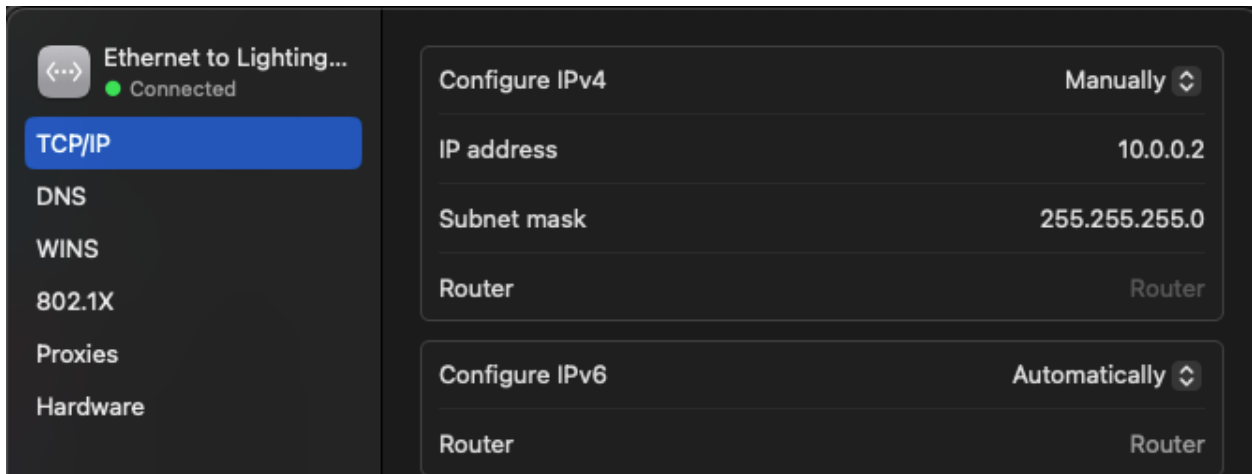 Ethernet to Lighting...
Connected
TCP/IP
DNS
WINS
802.1X
Proxies
Hardware
Configure IPv4 Manually
IP address 10.0.0.2
Subnet mask 255.255.255.0
Router Router
Configure IPv6 Automatically
Router Router